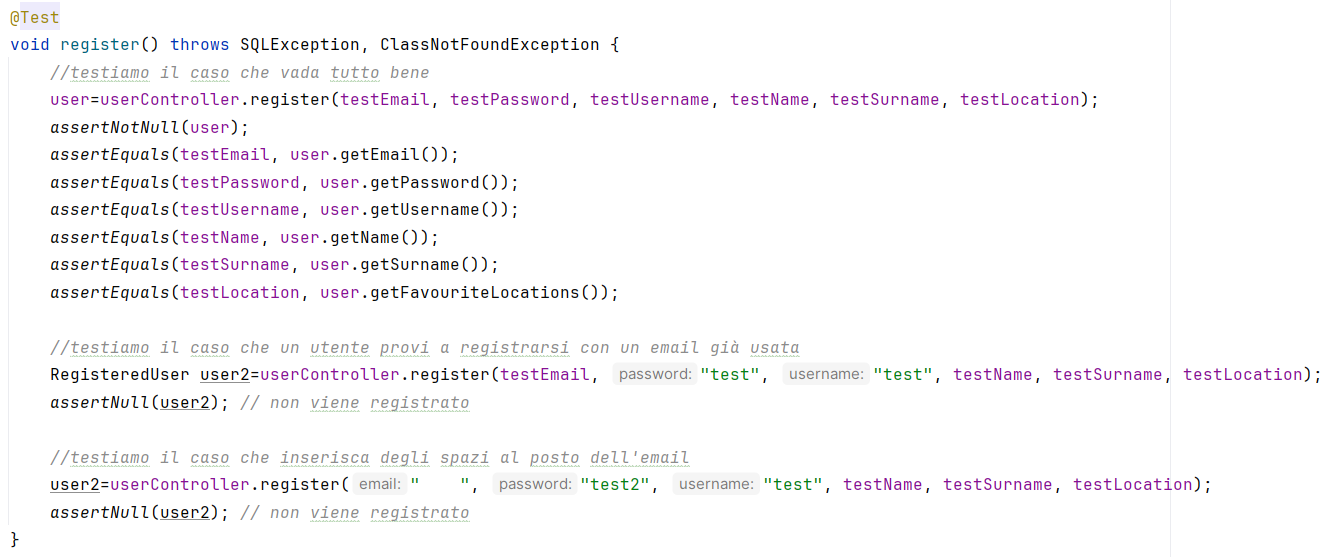 @Test
void register() throws SQLException, ClassNotFoundException {
    //testiamo il caso che vada tutto bene
    user=userController.register(testEmail, testPassword, testUsername, testName, testSurname, testLocation);
    assertNotNull(user);
    assertEquals(testEmail, user.getEmail());
    assertEquals(testPassword, user.getPassword());
    assertEquals(testUsername, user.getUsername());
    assertEquals(testName, user.getName());
    assertEquals(testSurname, user.getSurname());
    assertEquals(testLocation, user.getFavouriteLocations());

    //testiamo il caso che un utente provi a registrarsi con un email già usata
    RegisteredUser user2=userController.register(testEmail, password: "test", username: "test", testName, testSurname, testLocation);
    assertNull(user2); // non viene registrato

    //testiamo il caso che inserisca degli spazi al posto dell'email
    user2=userController.register( email: "    ", password: "test2", username: "test", testName, testSurname, testLocation);
    assertNull(user2); // non viene registrato
}